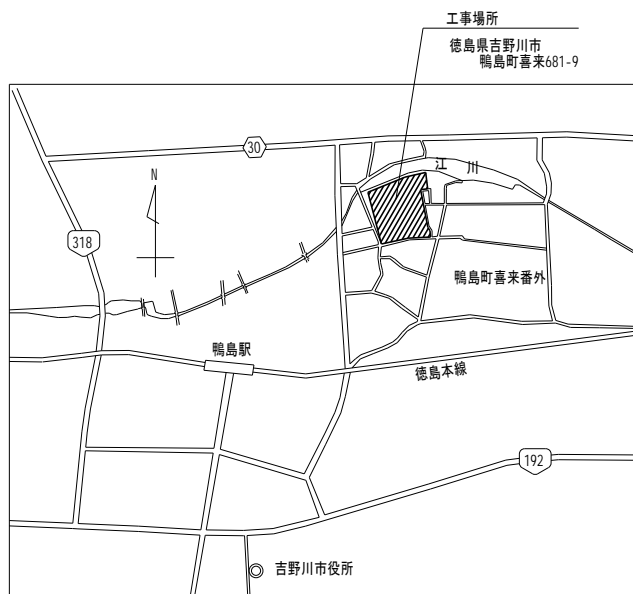 工事場所
徳島県吉野川市
鴨島町喜来681-9
30
江川
N
318
鴨島町喜来番外
鴨島駅
徳島本線
192
吉野川市役所